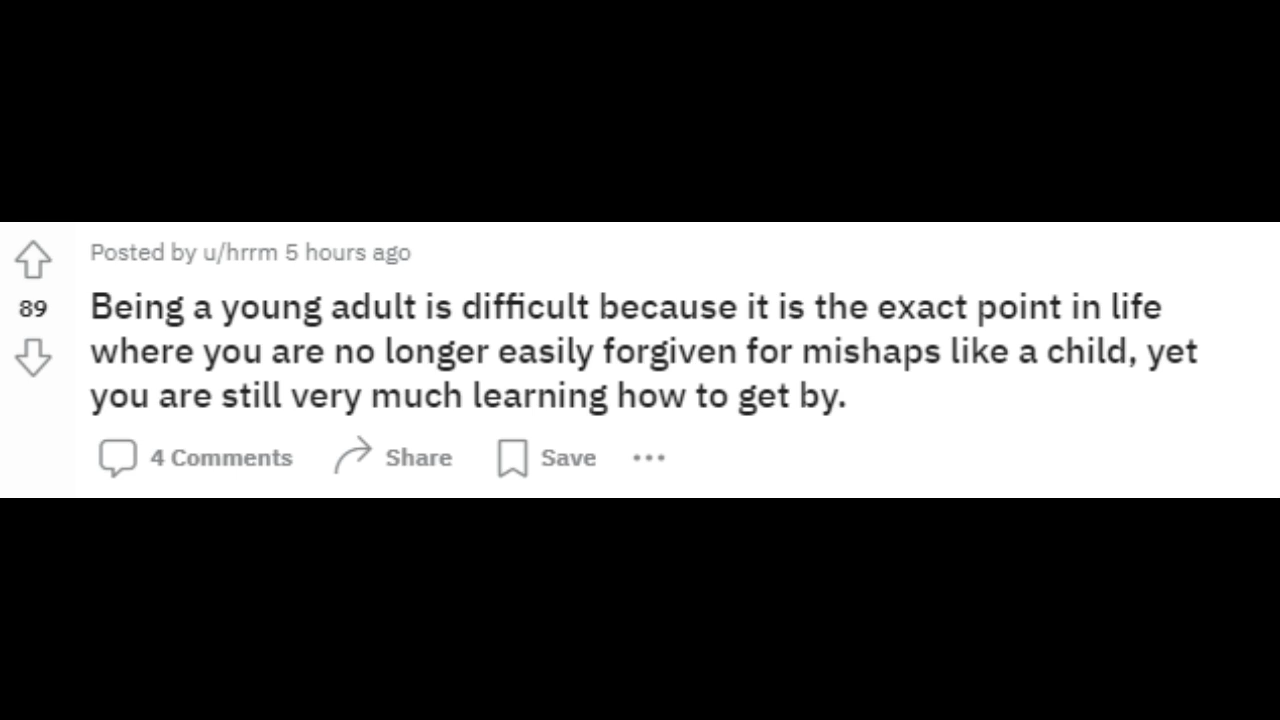 Posted by u/hrrm 5 hours ago
89
Being a young adult is difficult because it is the exact point in life
where you are no longer easily forgiven for mishaps like a child, yet
you are still very much learning how to get by.
4 Comments Share Save